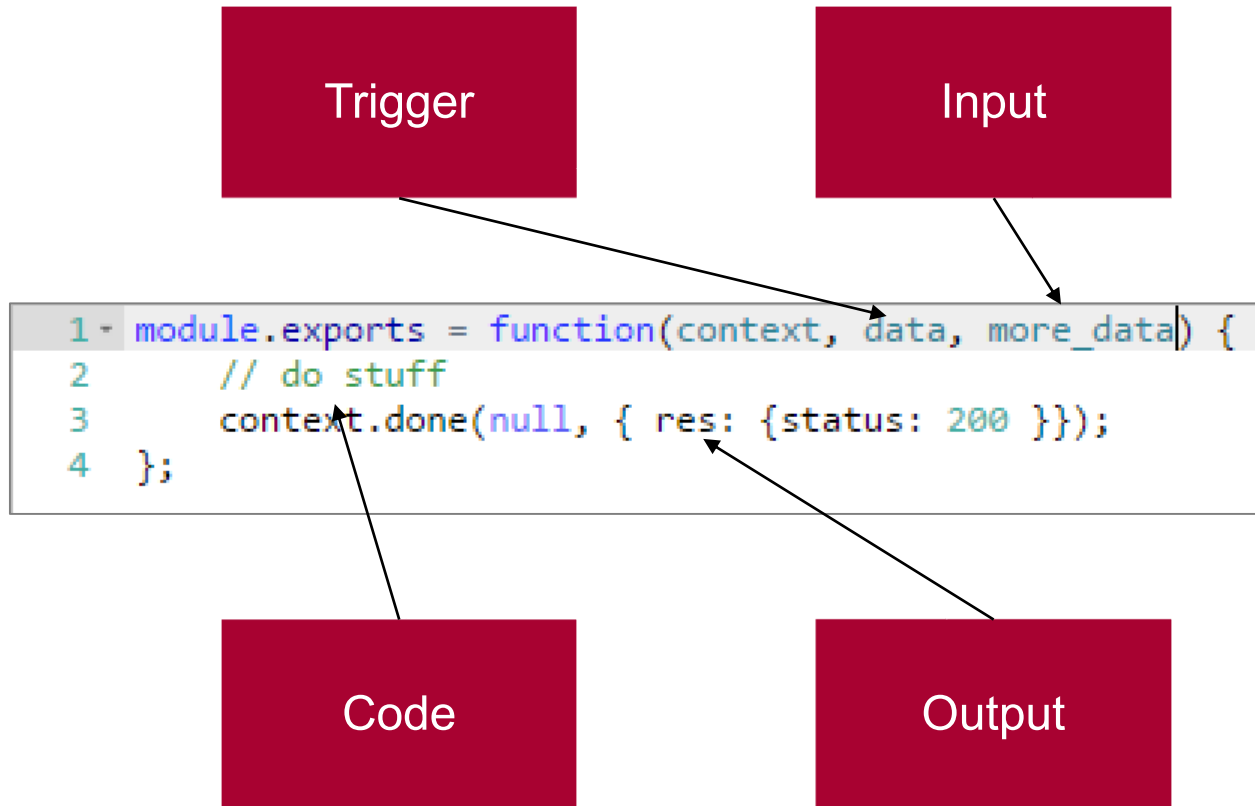 Trigger
Input
1 module.exports = function(context, data, more_data) {
2 // do stuff
3 context.done(null, { res: {status: 200 }});
4 };
Code
Output